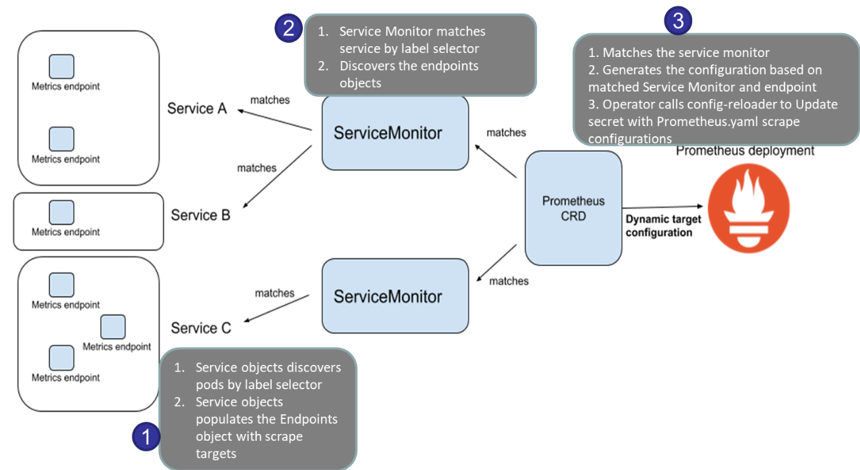 2
1. Service Monitor matches
service by label selector
2. Discovers the endpoints
objects
3
1. Matches the service monitor
2. Generates the configuration based on
matched Service Monitor and endpoint
3. Operator calls config-reloader to Update
secret with Prometheus.yaml scrape
configurations
Metrics endpoint
Metrics endpoint
Service A
matches
ServiceMonitor
matches
Prometheus deployment
matches
Metrics endpoint
Service B
Prometheus
CRD
Dynamic target
configuration
Metrics endpoint
Metrics endpoint
Metrics endpoint
Service C
matches
ServiceMonitor
matches
1
1. Service objects discovers
pods by label selector
2. Service objects
populates the Endpoints
object with scrape
targets